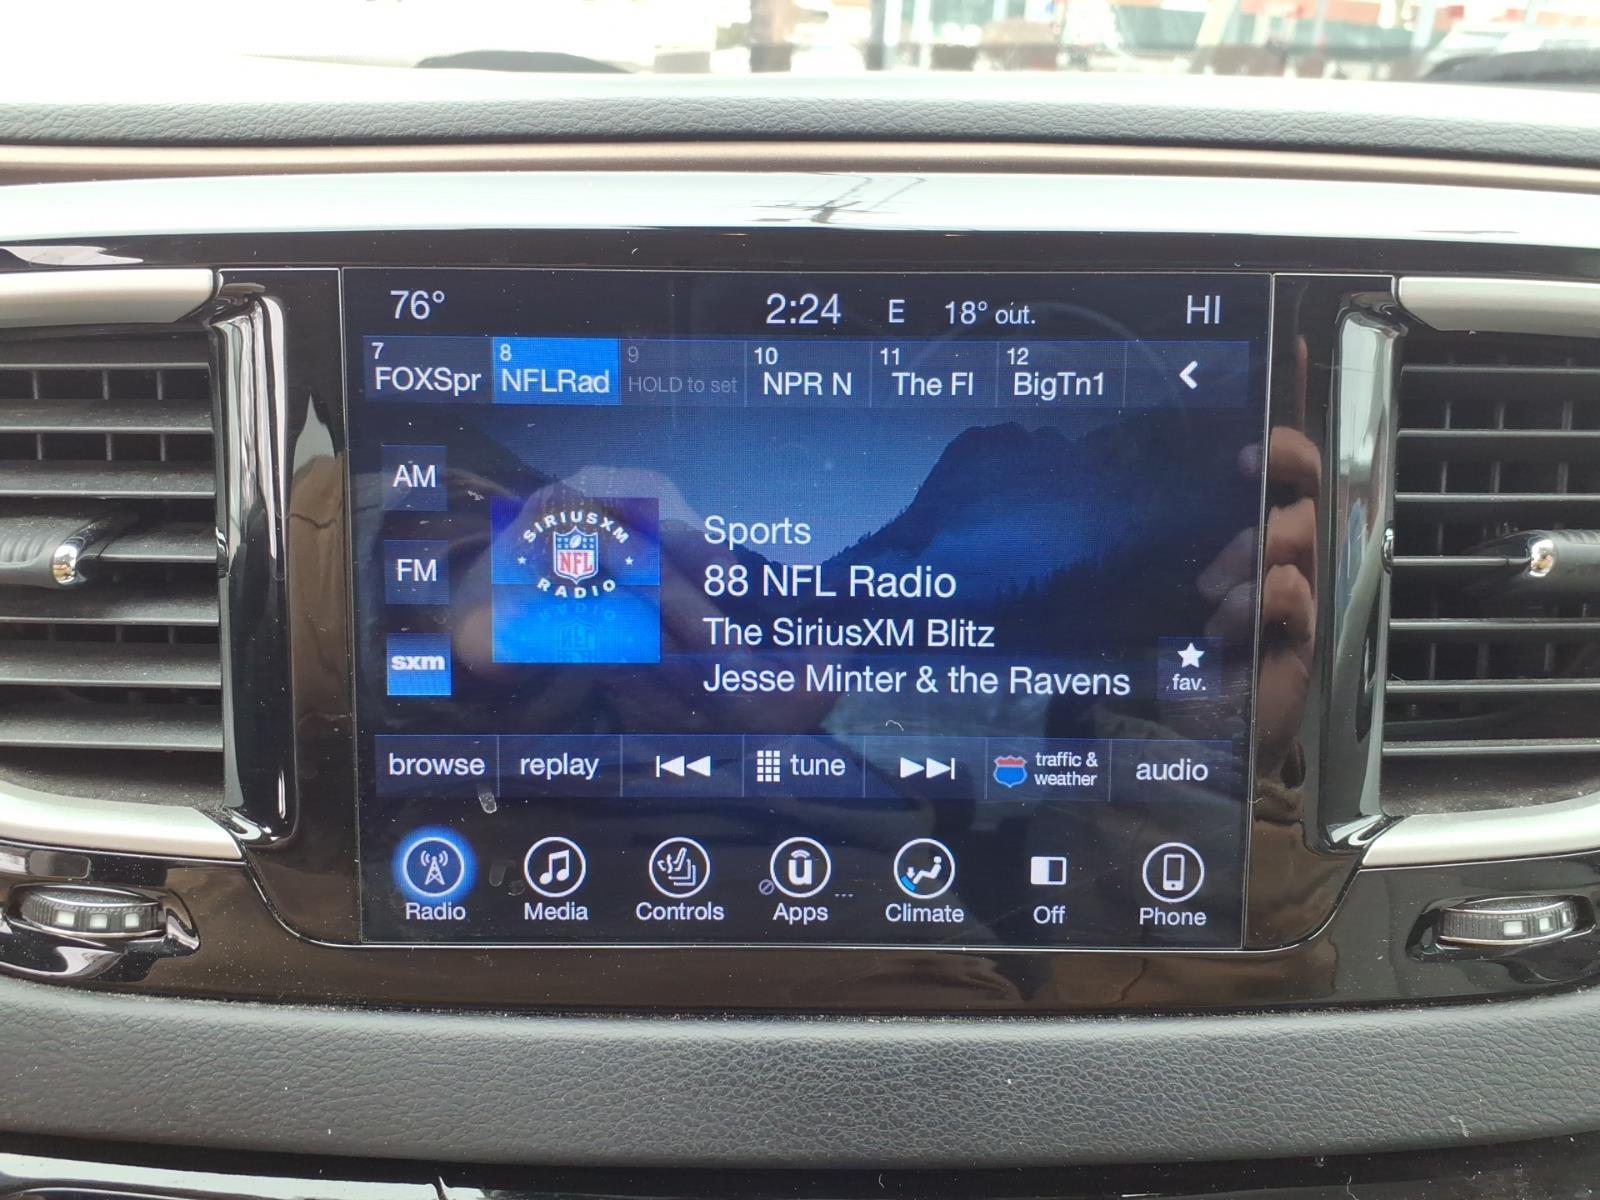 76° 2:24 E 18° out. HI
7 8 9 10 11 12
FOXSpr NFLRad HOLD to set NPR N The Fl BigTn1
AM
FM
sxm
SIRIUSXM
NFL
RADIO
Sports
88 NFL Radio
The SiriusXM Blitz
Jesse Minter & the Ravens
fav.
browse replay tune traffic & weather audio
Radio Media Controls Apps Climate Off Phone